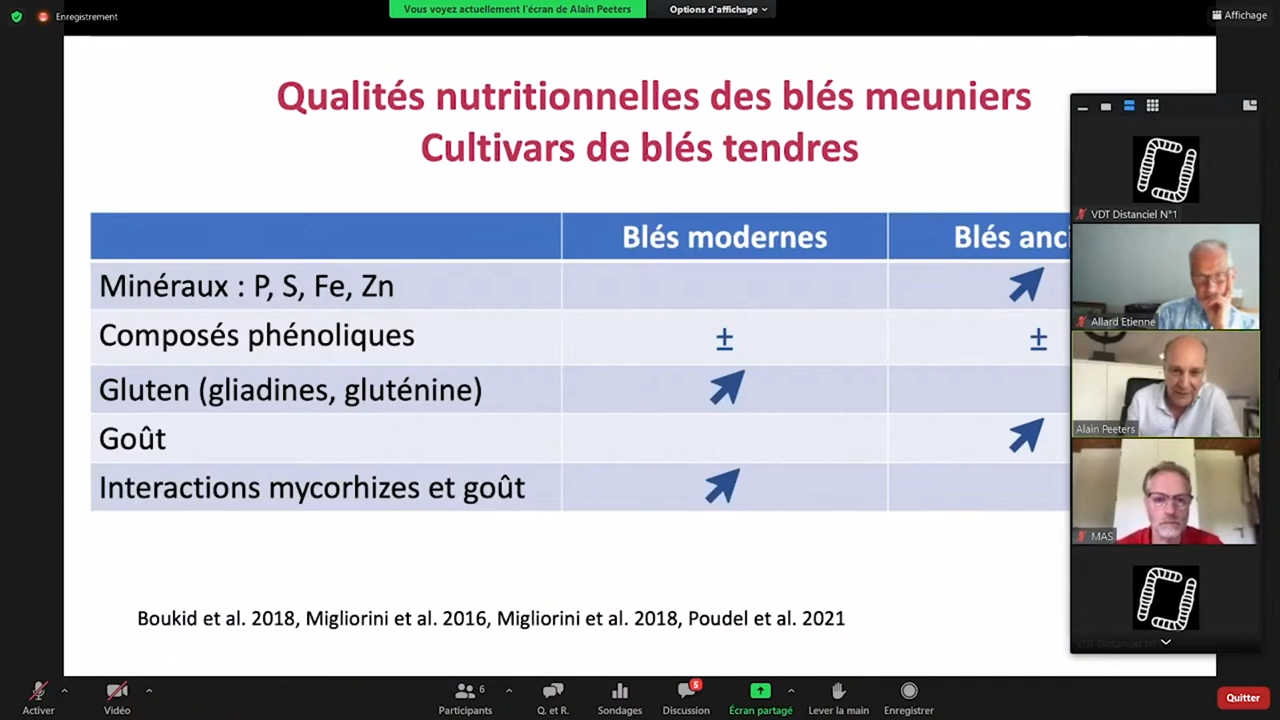 Enregistrement
Vous voyez actuellement l'écran de Alain Peeters
Options d'affichage
Affichage
Qualités nutritionnelles des blés meuniers
Cultivars de blés tendres
Blés modernes
Blés anci
Minéraux : P, S, Fe, Zn
Composés phénoliques
±
±
Gluten (gliadines, gluténine)
Goût
Interactions mycorhizes et goût
Boukid et al. 2018, Migliorini et al. 2016, Migliorini et al. 2018, Poudel et al. 2021
VDT Distanciel N°1
Allard Etienne
Alain Peeters
MAS
Activer
Vidéo
6
Participants
Q. et R.
Sondages
5
Discussion
Écran partagé
Lever la main
Enregistrer
Quitter